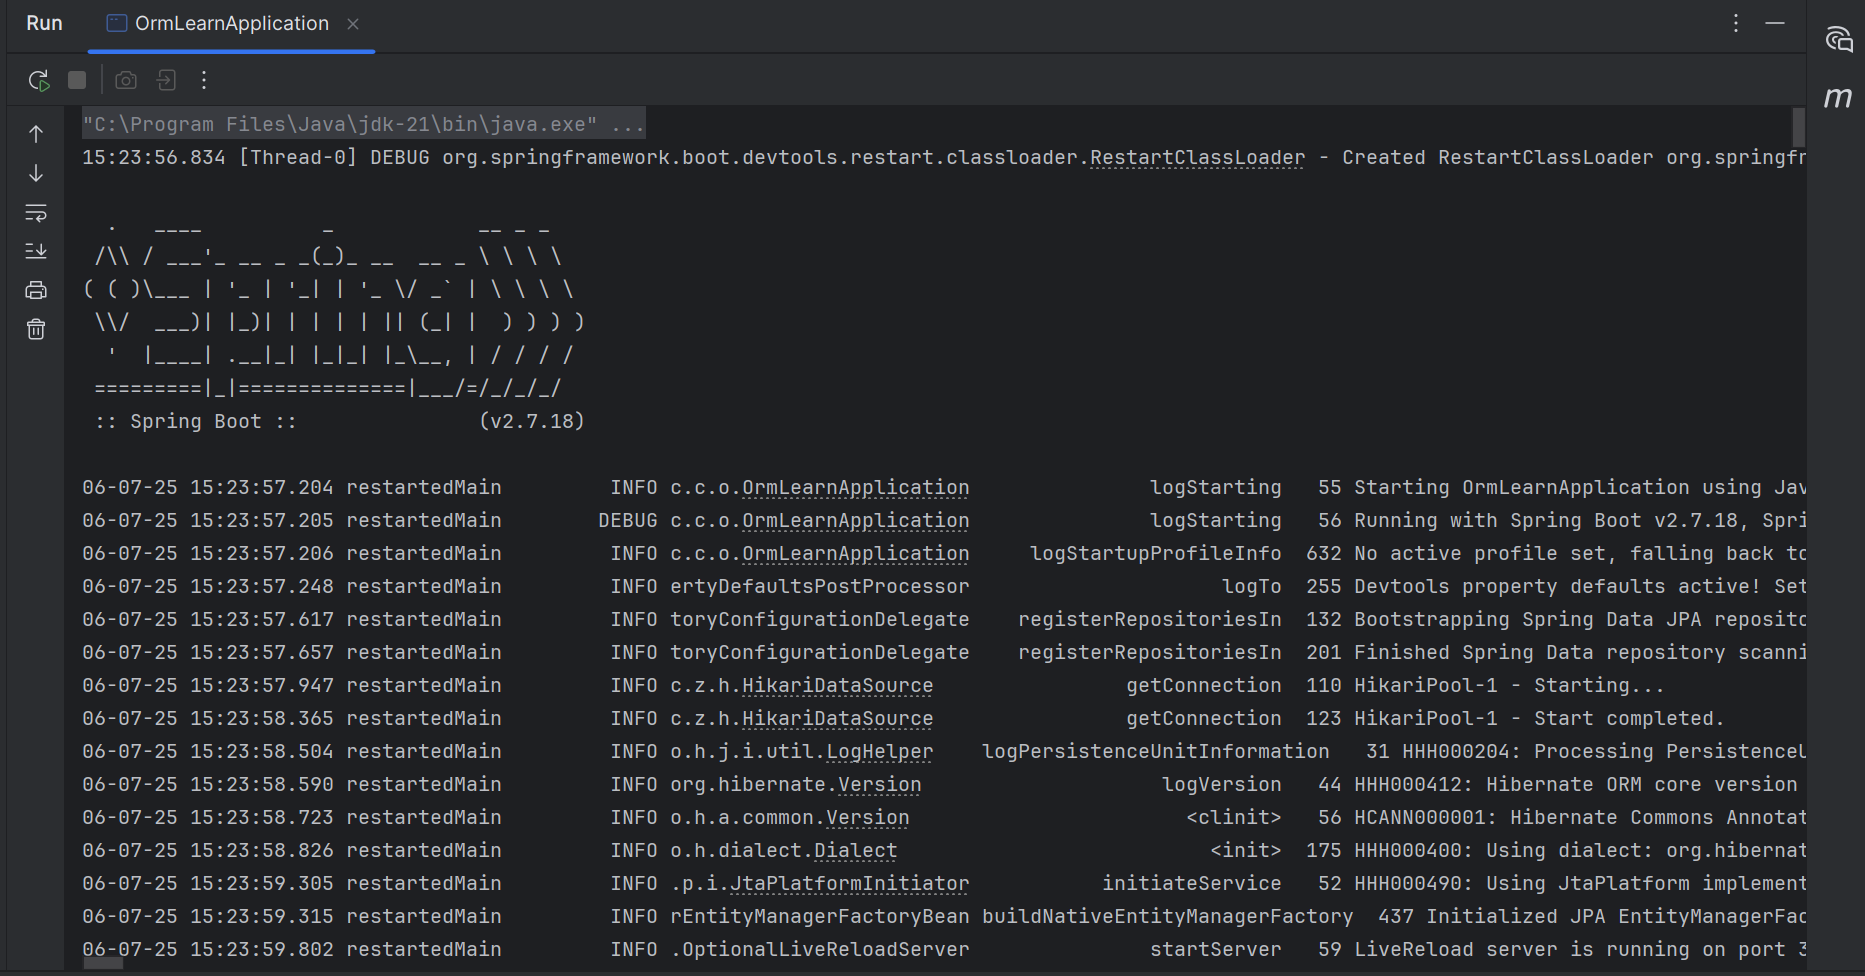 Run OrmLearnApplication
"C:\Program Files\Java\jdk-21\bin\java.exe" ...
15:23:56.834 [Thread-0] DEBUG org.springframework.boot.devtools.restart.classloader.RestartClassLoader - Created RestartClassLoader org.springfr
  .   ____          _            __ _ _
 /\\ / ___'_ __ _ _(_)_ __  __ _ \ \ \ \
( ( )\___ | '_ | '_| | '_ \/ _` | \ \ \ \
 \\/  ___)| |_)| | | | | || (_| |  ) ) ) )
  '  |____| .__|_| |_|_| |_\__, | / / / /
 =========|_|==============|___/=/_/_/_/
 :: Spring Boot ::               (v2.7.18)
06-07-25 15:23:57.204 restartedMain         INFO c.c.o.OrmLearnApplication               logStarting   55 Starting OrmLearnApplication using Jav
06-07-25 15:23:57.205 restartedMain        DEBUG c.c.o.OrmLearnApplication               logStarting   56 Running with Spring Boot v2.7.18, Spri
06-07-25 15:23:57.206 restartedMain         INFO c.c.o.OrmLearnApplication     logStartupProfileInfo  632 No active profile set, falling back to
06-07-25 15:23:57.248 restartedMain         INFO ertyDefaultsPostProcessor                     logTo  255 Devtools property defaults active! Set
06-07-25 15:23:57.617 restartedMain         INFO toryConfigurationDelegate    registerRepositoriesIn  132 Bootstrapping Spring Data JPA reposito
06-07-25 15:23:57.657 restartedMain         INFO toryConfigurationDelegate    registerRepositoriesIn  201 Finished Spring Data repository scanni
06-07-25 15:23:57.947 restartedMain         INFO c.z.h.HikariDataSource                getConnection  110 HikariPool-1 - Starting...
06-07-25 15:23:58.365 restartedMain         INFO c.z.h.HikariDataSource                getConnection  123 HikariPool-1 - Start completed.
06-07-25 15:23:58.504 restartedMain         INFO o.h.j.i.util.LogHelper    logPersistenceUnitInformation   31 HHH000204: Processing PersistenceU
06-07-25 15:23:58.590 restartedMain         INFO org.hibernate.Version                    logVersion   44 HHH000412: Hibernate ORM core version
06-07-25 15:23:58.723 restartedMain         INFO o.h.a.common.Version                       <clinit>   56 HCANN000001: Hibernate Commons Annotat
06-07-25 15:23:58.826 restartedMain         INFO o.h.dialect.Dialect                          <init>  175 HHH000400: Using dialect: org.hibernat
06-07-25 15:23:59.305 restartedMain         INFO .p.i.JtaPlatformInitiator           initiateService   52 HHH000490: Using JtaPlatform implement
06-07-25 15:23:59.315 restartedMain         INFO rEntityManagerFactoryBean buildNativeEntityManagerFactory  437 Initialized JPA EntityManagerFac
06-07-25 15:23:59.802 restartedMain         INFO .OptionalLiveReloadServer               startServer   59 LiveReload server is running on port 3